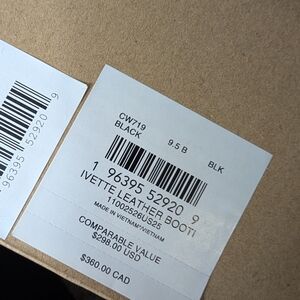 CW719 9.5 B BLK
BLACK
1 96395 52920 9
IVETTE LEATHER BOOTI
11002526US25
MADE IN VIETNAM/VIETNAM
COMPARABLE VALUE
$298.00 USD
$360.00 CAD
96395 52920 9